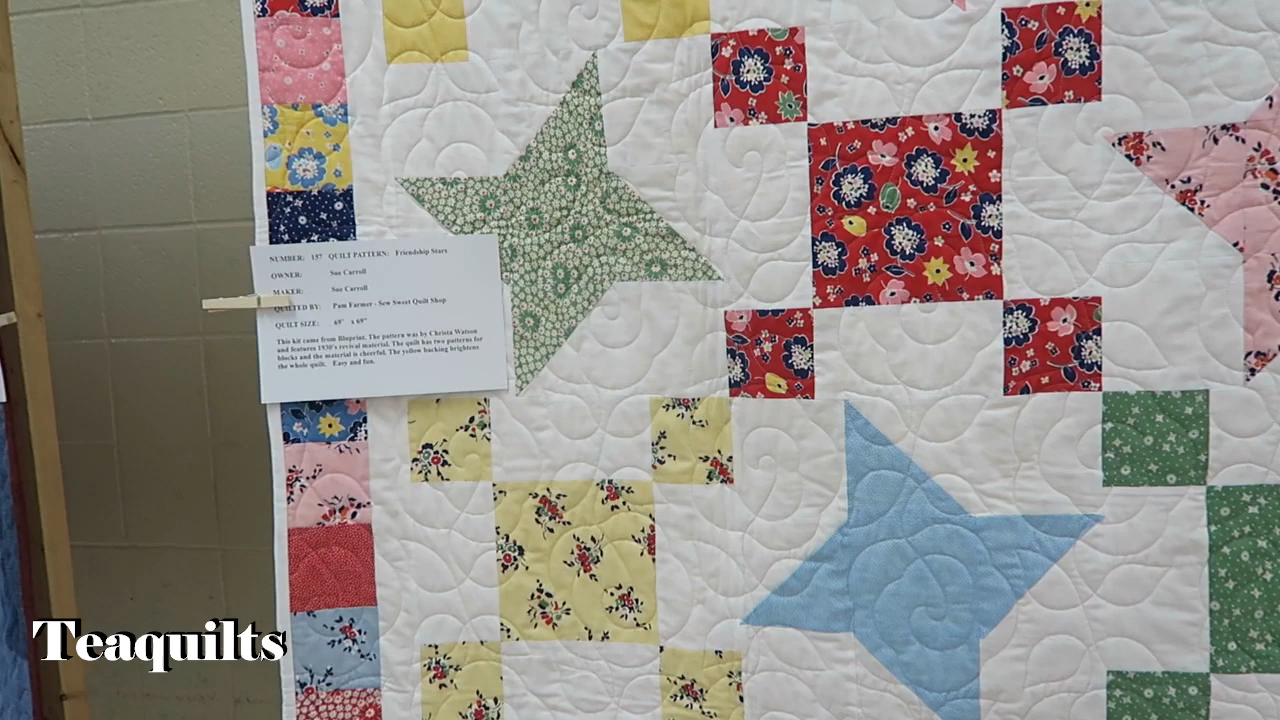 NUMBER: 157 QUILT PATTERN: Friendship Stars
OWNER: Sue Carroll
MAKER: Sue Carroll
QUILTED BY: Pam Farmer - Sew Sweet Quilt Shop
QUILT SIZE: 69" x 69"
This kit came from Bluprint. The pattern was by Christa Watson
and features 1930's revival material. The quilt has two patterns for
blocks and the material is cheerful. The yellow backing brightens
the whole quilt. Easy and fun.
Teaquilts